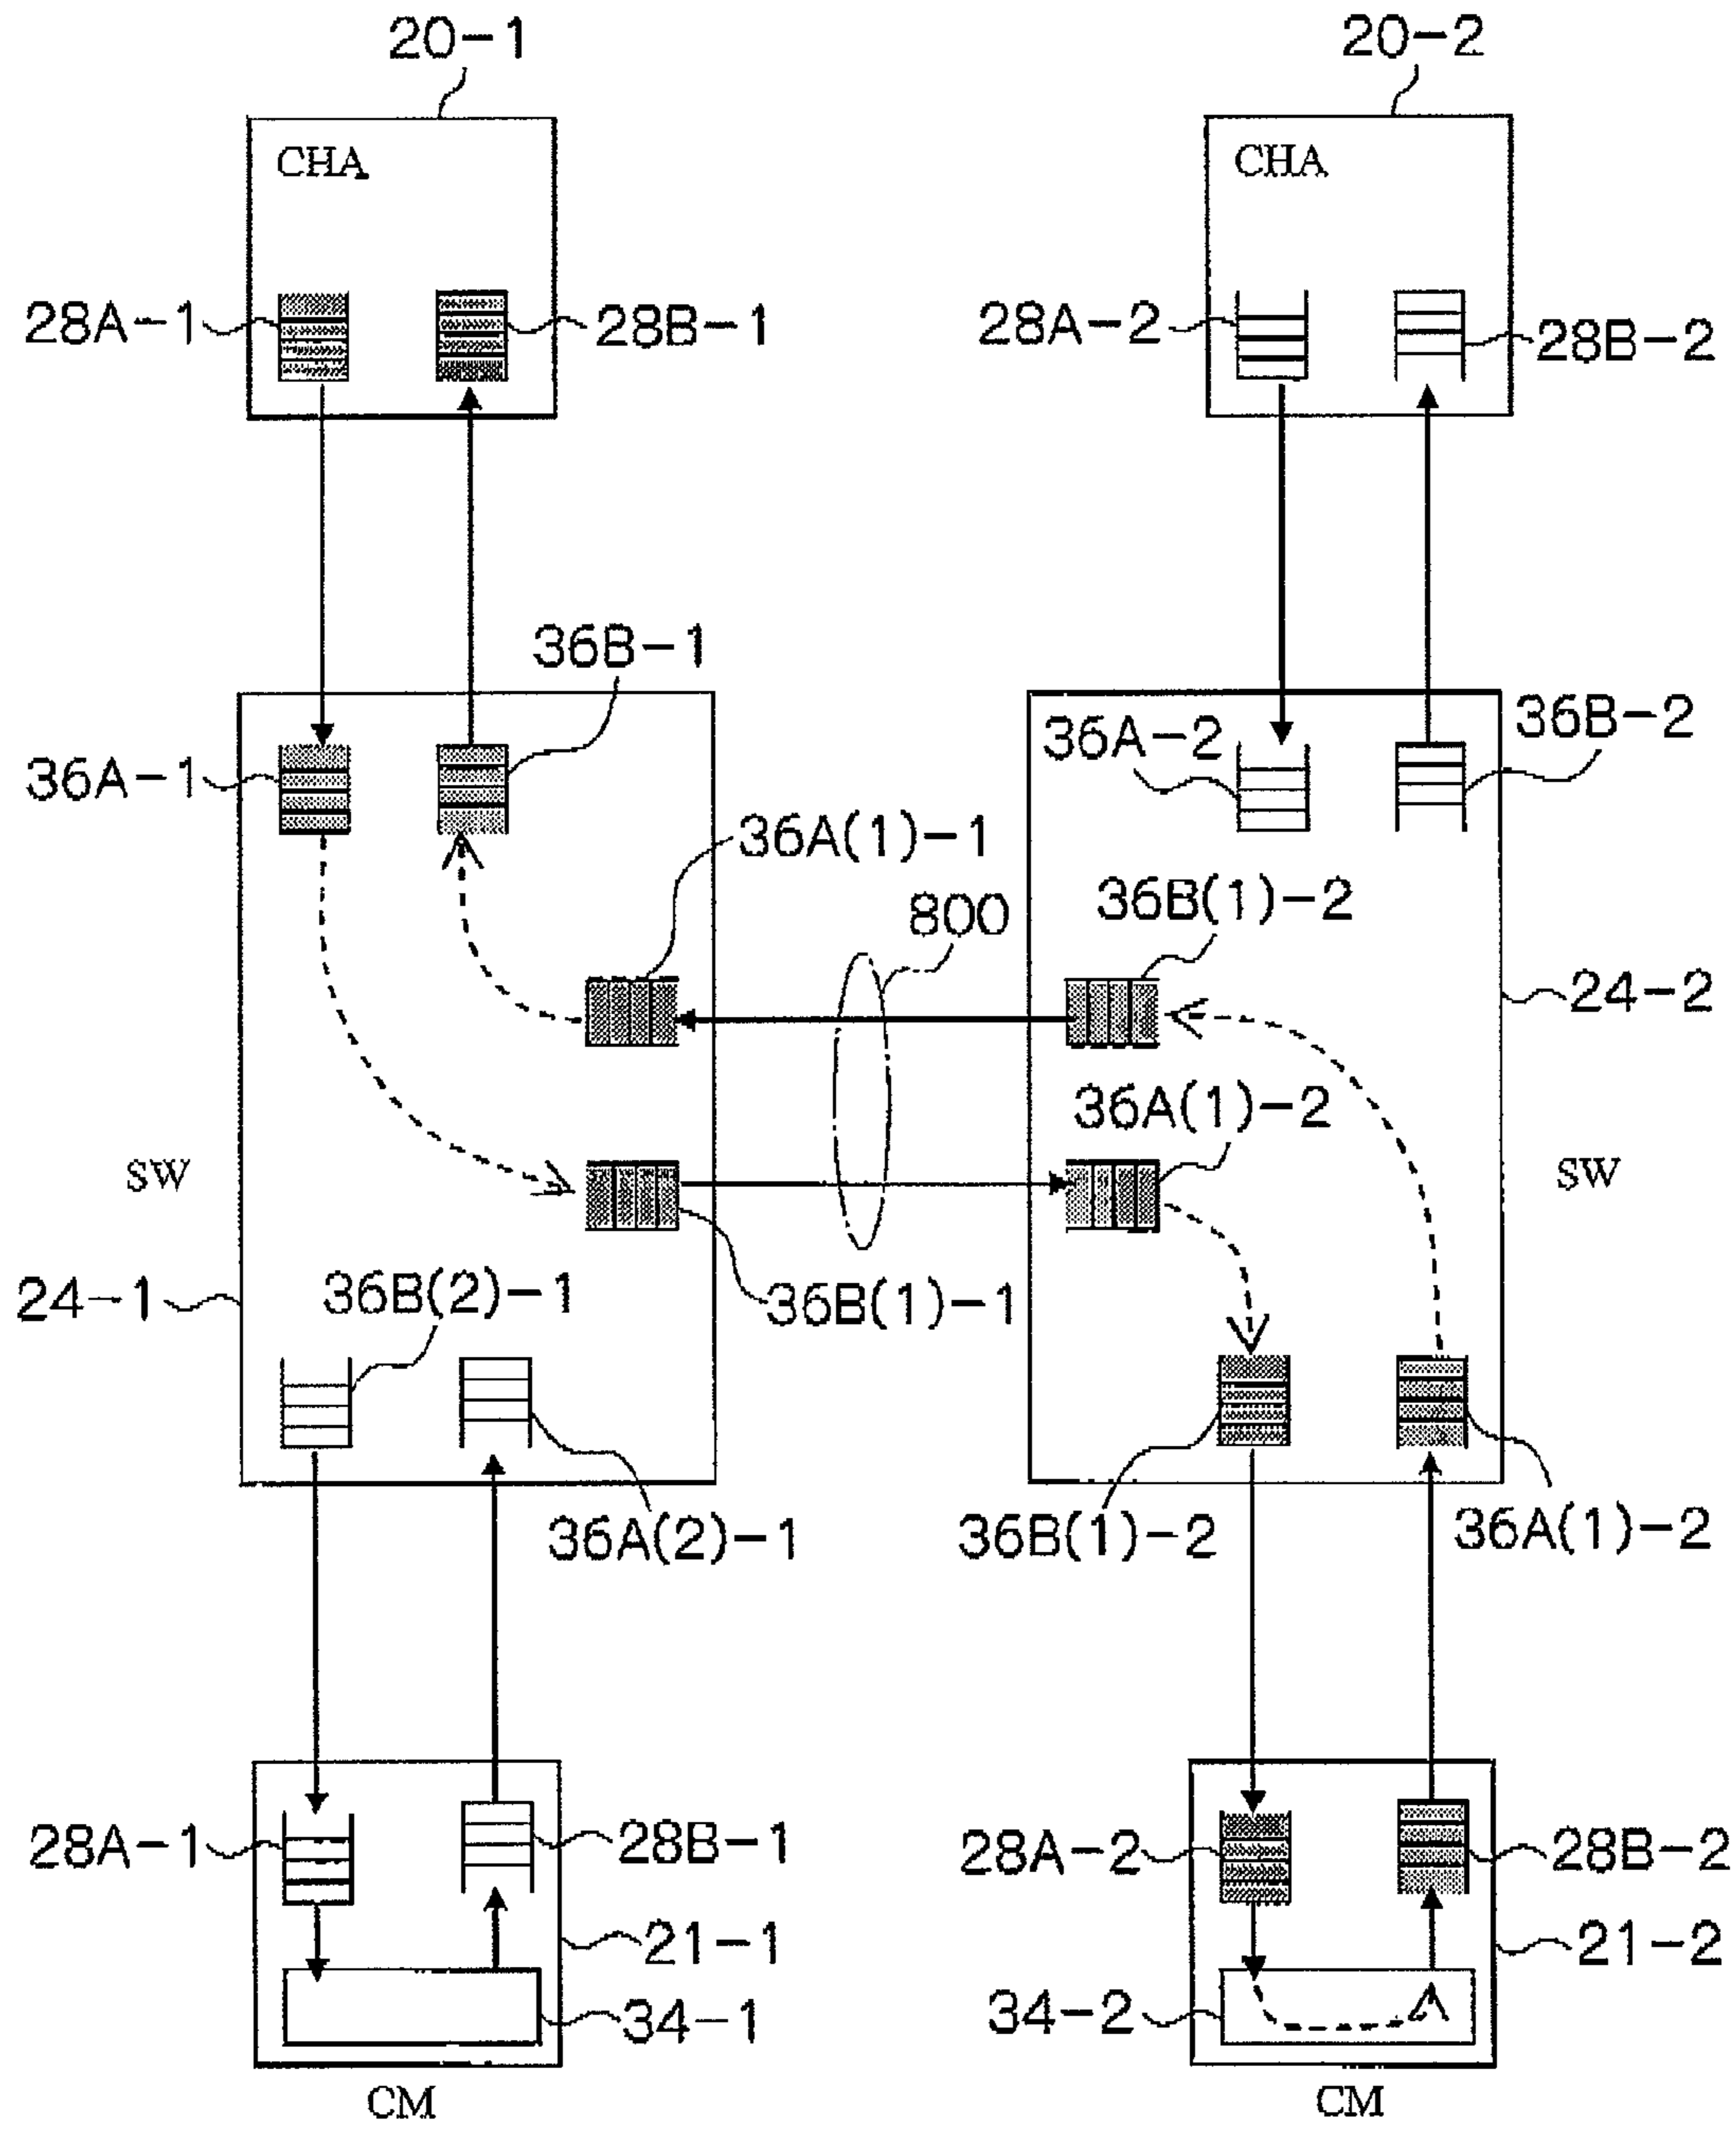 20-1
20-2
CHA
CHA
28A-1
28B-1
28A-2
28B-2
36B-1
36A-1
36A-2
36B-2
36A(1)-1
36B(1)-2
800
24-2
36A(1)-2
SW
SW
24-1
36B(2)-1
36B(1)-1
36A(2)-1
36B(1)-2
36A(1)-2
28A-1
28B-1
28A-2
28B-2
21-1
21-2
34-1
34-2
CM
CM